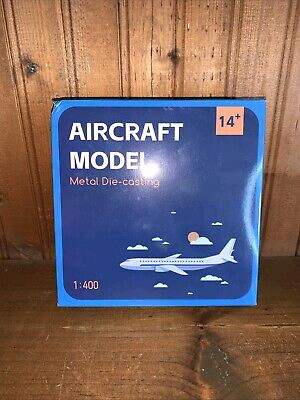 14+
AIRCRAFT
MODEL
Metal Die-casting
1:400